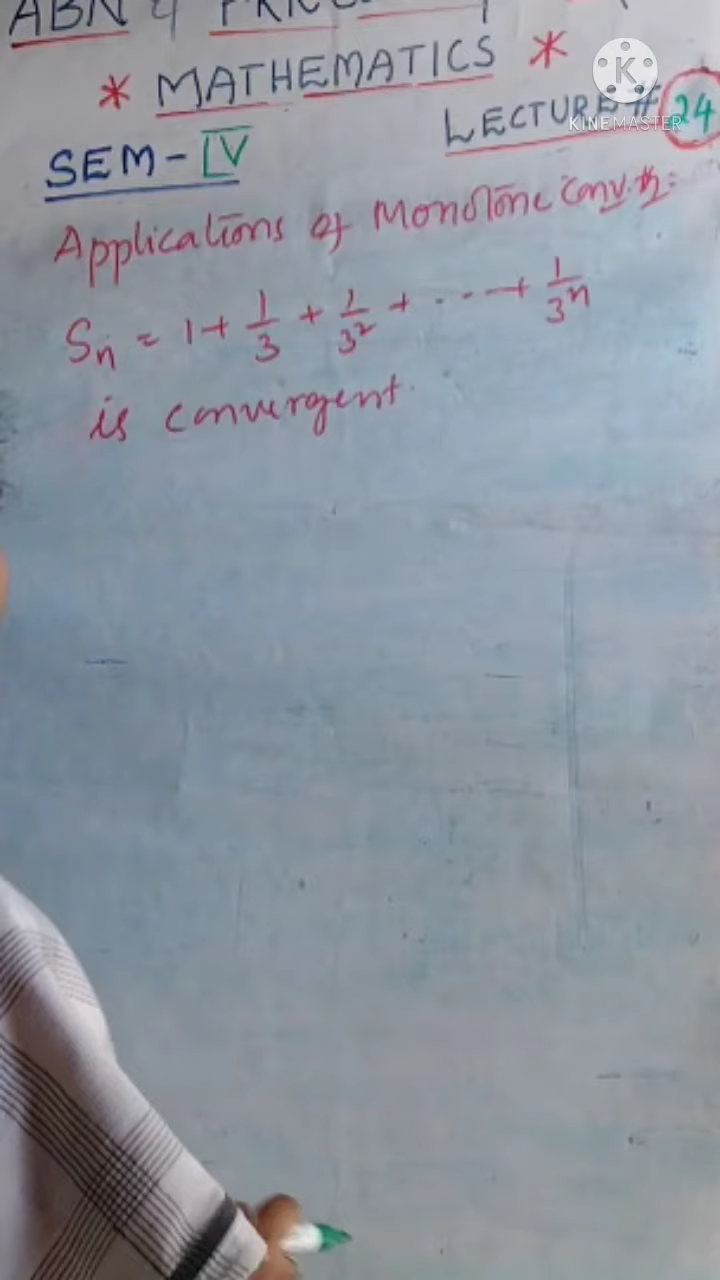 ABN &
* MATHEMATICS *
K
KINEMASTER
LECTURE # 24
SEM - IV
Applications of Monotone Conv. th:
Sn = 1 + 1/3 + 1/3² + ... + 1/3ⁿ
is convergent.